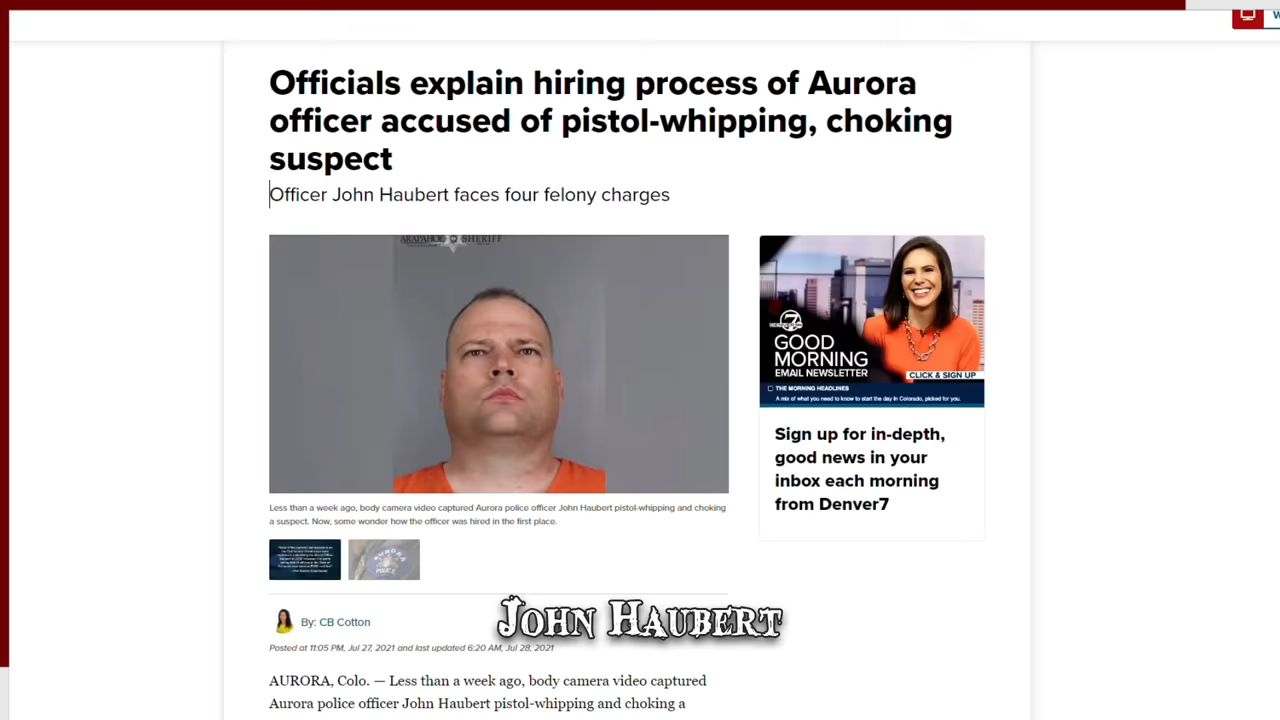 W
Officials explain hiring process of Aurora
officer accused of pistol-whipping, choking
suspect
Officer John Haubert faces four felony charges
ARAPAHOE SHERIFF
7
GOOD
MORNING
EMAIL NEWSLETTER
CLICK & SIGN UP
THE MORNING HEADLINES
A mix of what you need to know to start the day in Colorado, picked for you.
Sign up for in-depth,
good news in your
inbox each morning
from Denver7
Less than a week ago, body camera video captured Aurora police officer John Haubert pistol-whipping and choking
a suspect. Now, some wonder how the officer was hired in the first place.
AURORA
POLICE
By: CB Cotton
JOHN HAUBERT
Posted at 11:05 PM, Jul 27, 2021 and last updated 6:20 AM, Jul 28, 2021
AURORA, Colo. — Less than a week ago, body camera video captured
Aurora police officer John Haubert pistol-whipping and choking a